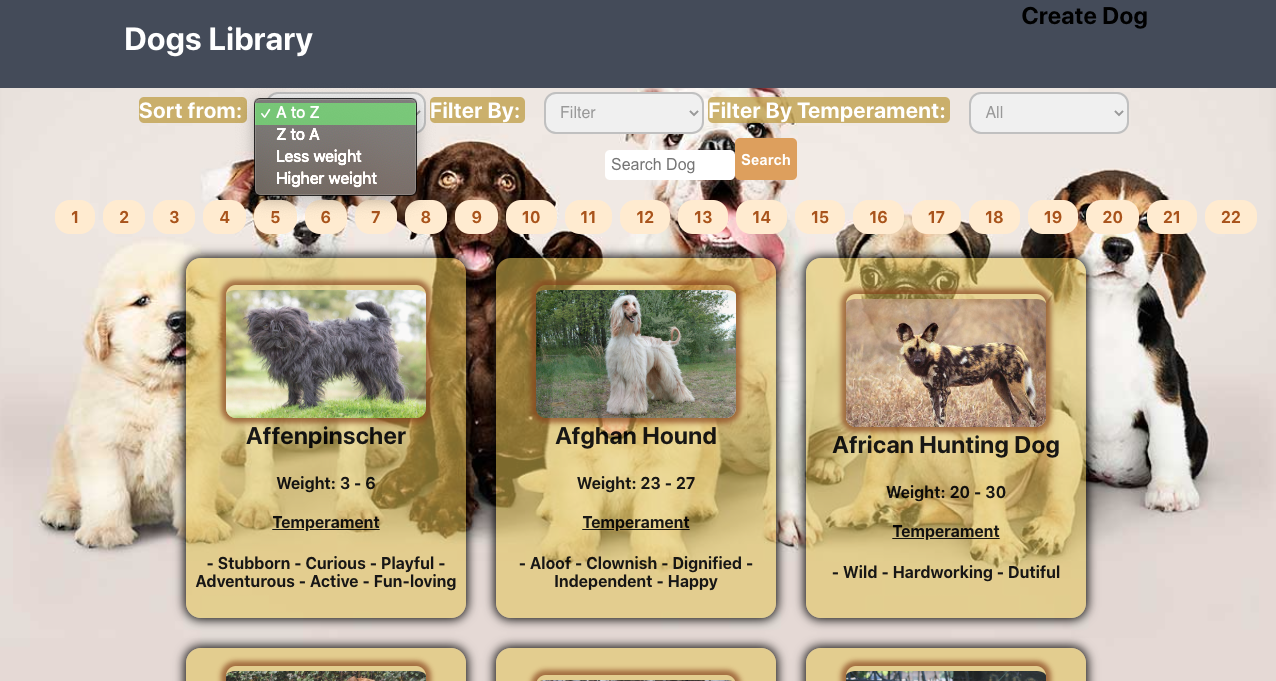 Create Dog
Dogs Library
Sort from:
✓ A to Z
Z to A
Less weight
Higher weight
Filter By:
Filter
Filter By Temperament:
All
Search Dog
Search
1 2 3 4 5 6 7 8 9 10 11 12 13 14 15 16 17 18 19 20 21 22
Affenpinscher
Weight: 3 - 6
Temperament
- Stubborn - Curious - Playful -
Adventurous - Active - Fun-loving
Afghan Hound
Weight: 23 - 27
Temperament
- Aloof - Clownish - Dignified -
Independent - Happy
African Hunting Dog
Weight: 20 - 30
Temperament
- Wild - Hardworking - Dutiful